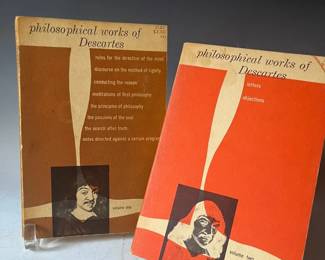 philosophical works of
Descartes
rules for the direction of the mind
discourse on the method of rightly
conducting the reason
meditations of first philosophy
the principles of philosophy
the passions of the soul
the search after truth
notes directed against a certain program
volume one
philosophical works of
Descartes
letters
objections
volume two